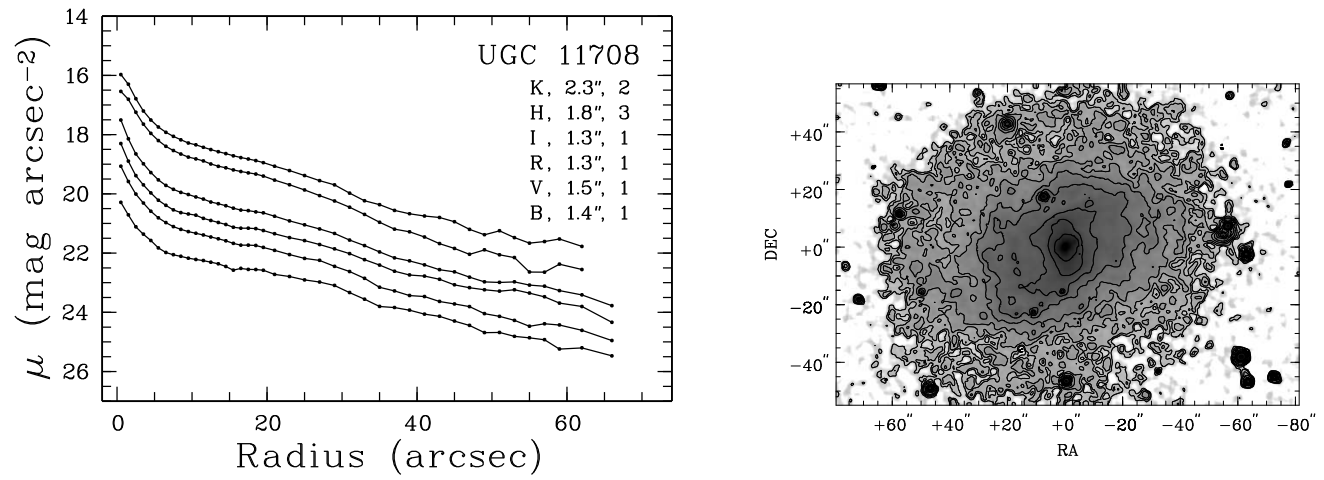 14
16
18
20
22
24
26
μ (mag arcsec⁻²)
UGC 11708
K, 2.3″, 2
H, 1.8″, 3
I, 1.3″, 1
R, 1.3″, 1
V, 1.5″, 1
B, 1.4″, 1
0 20 40 60
Radius (arcsec)
+40″
+20″
+0″
−20″
−40″
DEC
+60″ +40″ +20″ +0″ −20″ −40″ −60″ −80″
RA